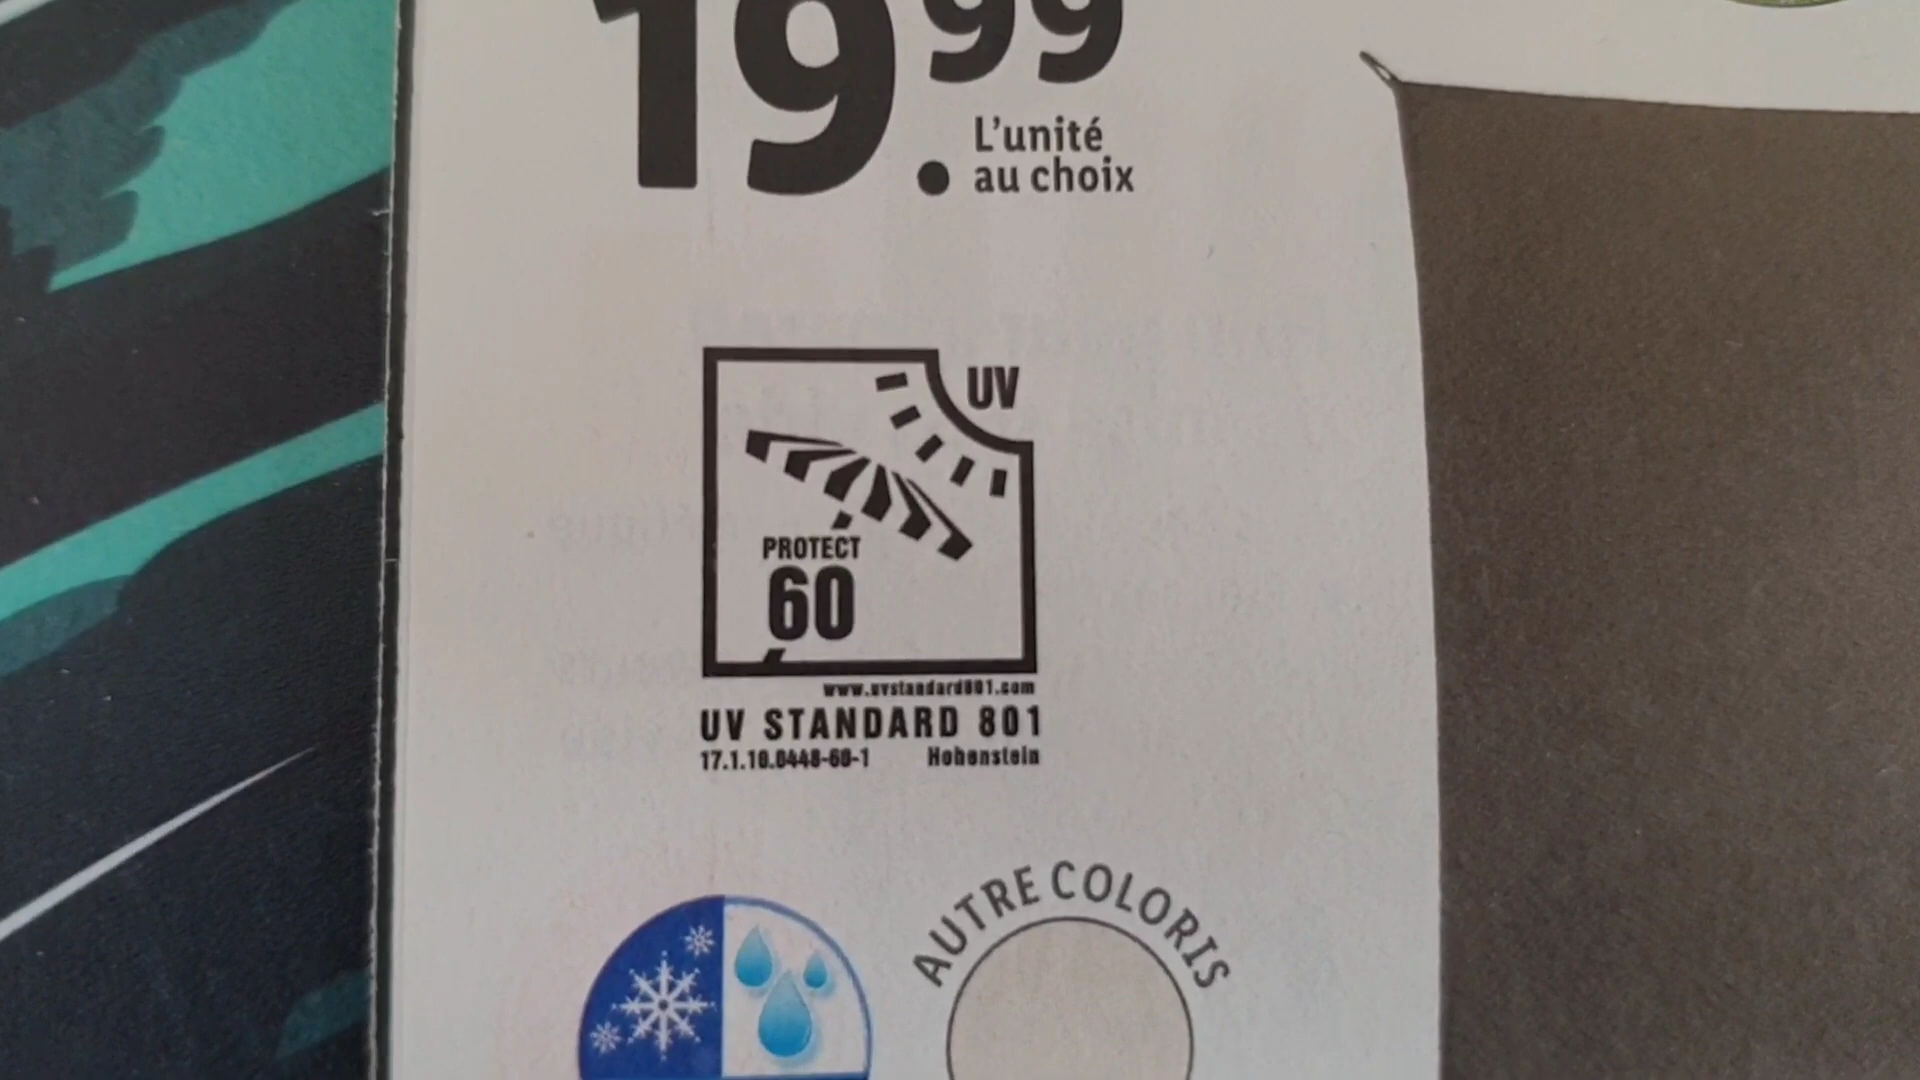 19.99
L'unité
au choix
UV
PROTECT
60
www.uvstandard801.com
UV STANDARD 801
17.1.10.0448-60-1 Hohenstein
AUTRE COLORIS